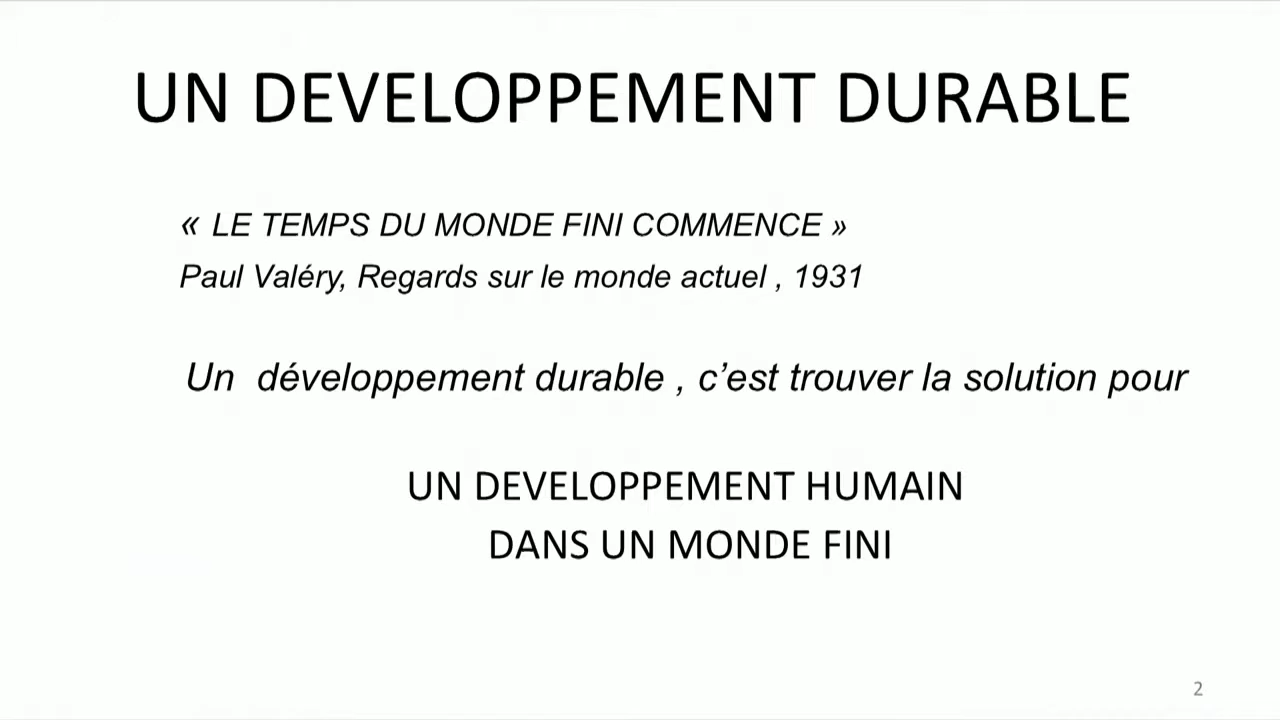 UN DEVELOPPEMENT DURABLE
« LE TEMPS DU MONDE FINI COMMENCE »
Paul Valéry, Regards sur le monde actuel , 1931
Un  développement durable , c’est trouver la solution pour
UN DEVELOPPEMENT HUMAIN
DANS UN MONDE FINI
2